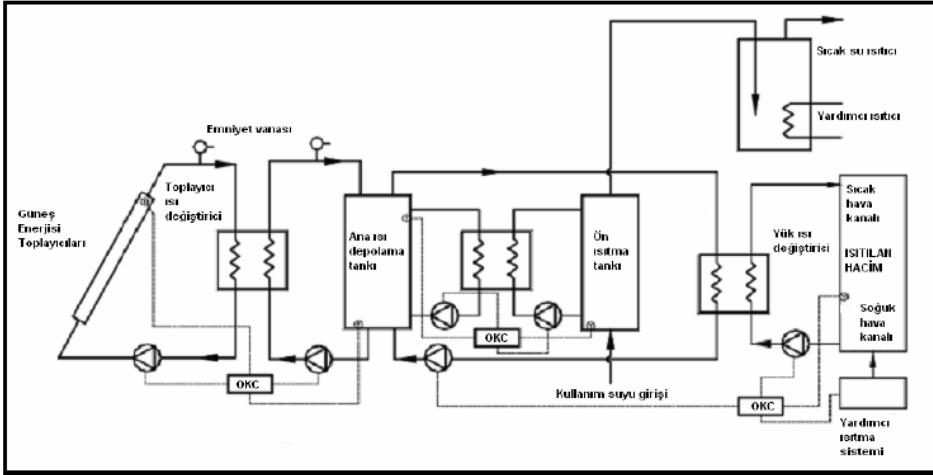 Sıcak su ısıtıcı
Yardımcı ısıtıcı
Emniyet vanası
Toplayıcı
ısı
değiştirici
Güneş
Enerjisi
Toplayıcıları
Ana ısı
depolama
tankı
Ön
ısıtma
tankı
Yük ısı
değiştirici
Sıcak
hava
kanalı
ISITILAN
HACİM
Soğuk
hava
kanalı
OKC
OKC
OKC
Kullanım suyu girişi
Yardımcı
ısıtma
sistemi